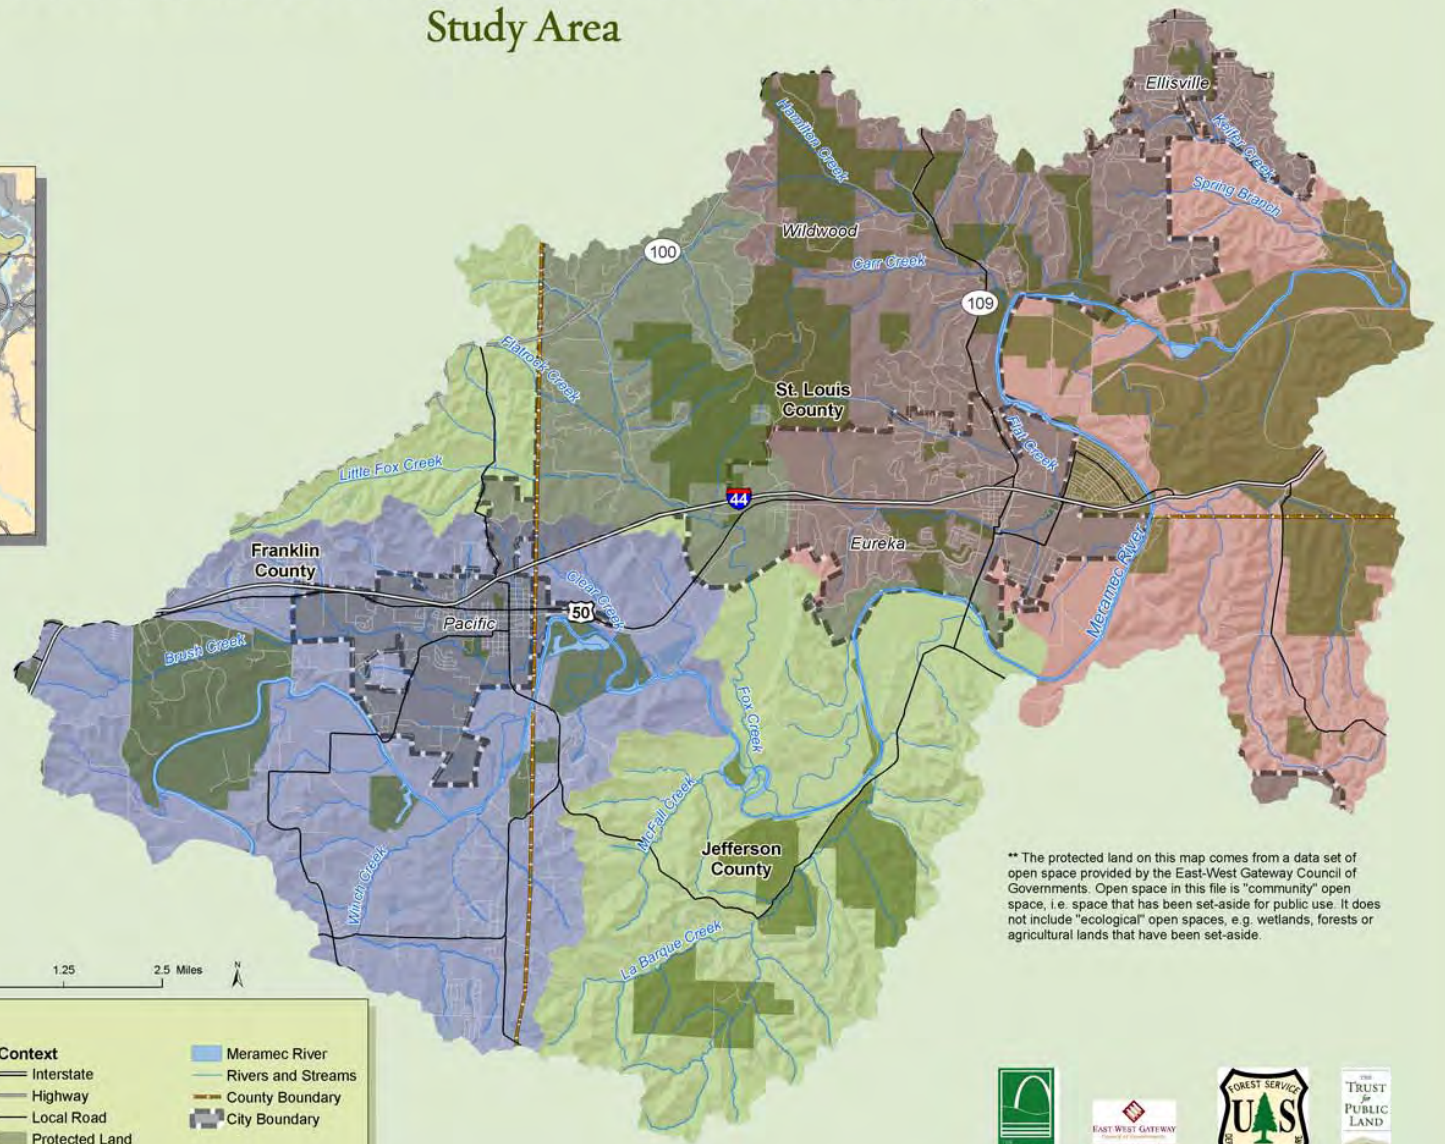 Study Area
Ellisville
Hamilton Creek
Keifer Creek
Spring Branch
Wildwood
100
Carr Creek
109
Flatrock Creek
St. Louis
County
Flat Creek
Little Fox Creek
44
Eureka
Franklin
County
Meramec River
Clear Creek
50
Pacific
Brush Creek
Fox Creek
McFall Creek
Jefferson
County
Winch Creek
La Barque Creek
** The protected land on this map comes from a data set of
open space provided by the East-West Gateway Council of
Governments. Open space in this file is "community" open
space, i.e. space that has been set-aside for public use. It does
not include "ecological" open spaces, e.g. wetlands, forests or
agricultural lands that have been set-aside.
1.25 2.5 Miles
N
Context
Interstate
Highway
Local Road
Protected Land
Meramec River
Rivers and Streams
County Boundary
City Boundary
EAST WEST GATEWAY
Council of Governments
FOREST SERVICE
U S
THE
TRUST
for
PUBLIC
LAND